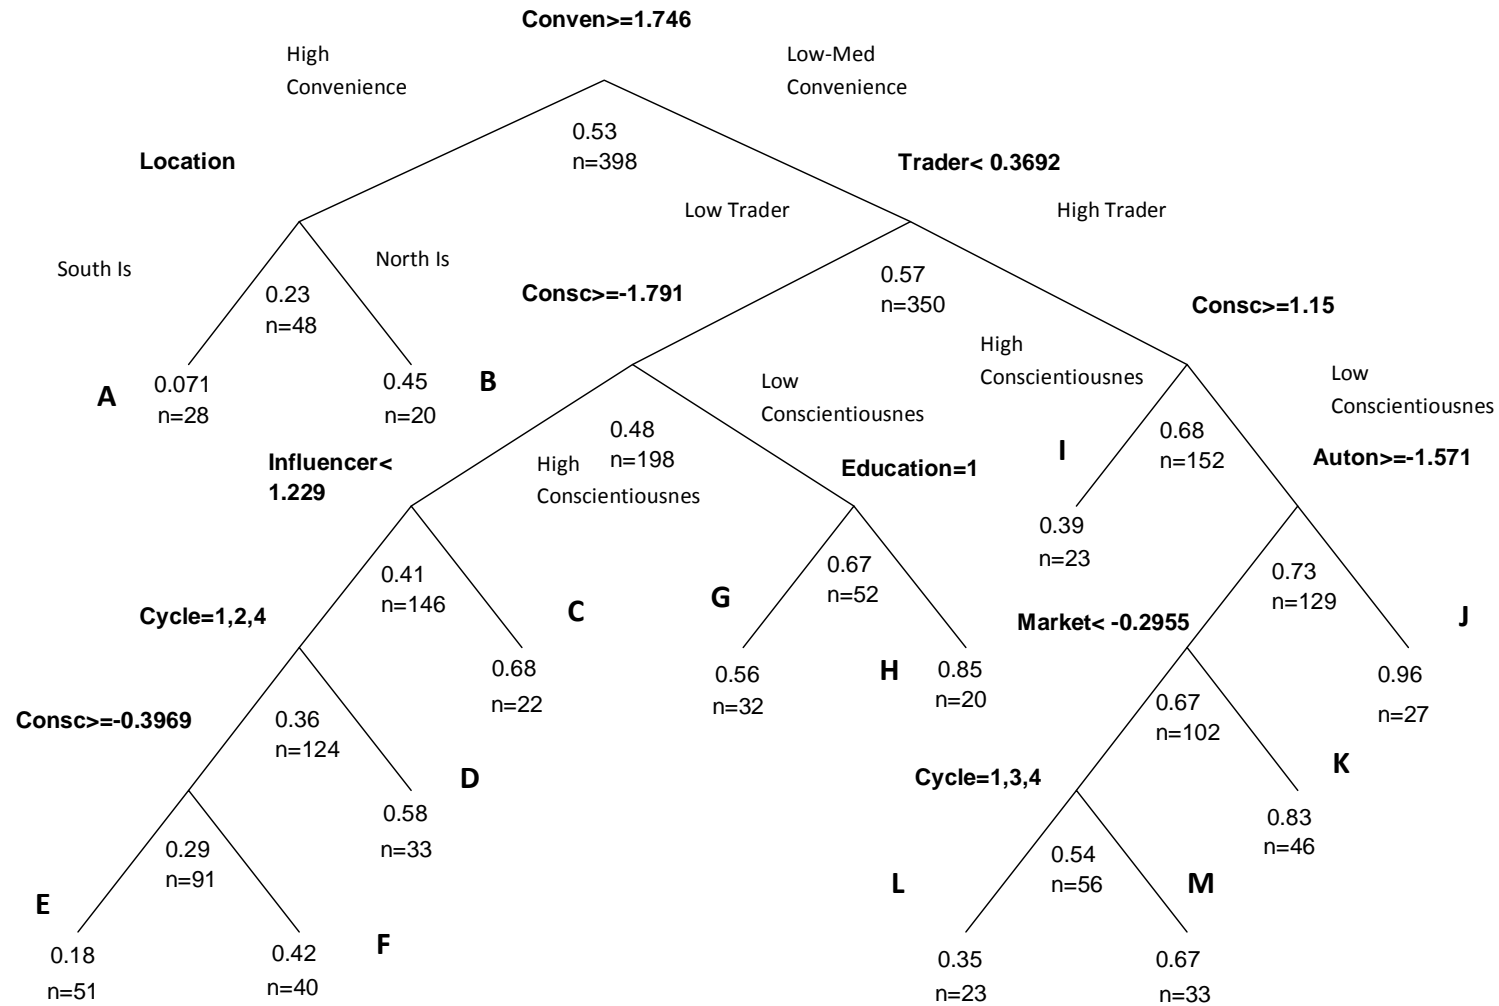 Conven>=1.746
High
Convenience
Low-Med
Convenience
0.53
n=398
Location
Trader< 0.3692
Low Trader
High Trader
South Is
North Is
0.23
n=48
Consc>=-1.791
0.57
n=350
Consc>=1.15
A
0.071
n=28
0.45
n=20
B
Low
Conscientiousnes
High
Conscientiousnes
Low
Conscientiousnes
Influencer<
1.229
High
Conscientiousnes
0.48
n=198
Education=1
I
0.68
n=152
Auton>=-1.571
0.39
n=23
0.41
n=146
C
G
0.67
n=52
0.73
n=129
Cycle=1,2,4
Market< -0.2955
J
0.68
n=22
0.56
n=32
H
0.85
n=20
0.96
n=27
Consc>=-0.3969
0.36
n=124
D
0.67
n=102
K
Cycle=1,3,4
0.58
n=33
0.83
n=46
0.29
n=91
0.54
n=56
E
F
L
M
0.18
n=51
0.42
n=40
0.35
n=23
0.67
n=33